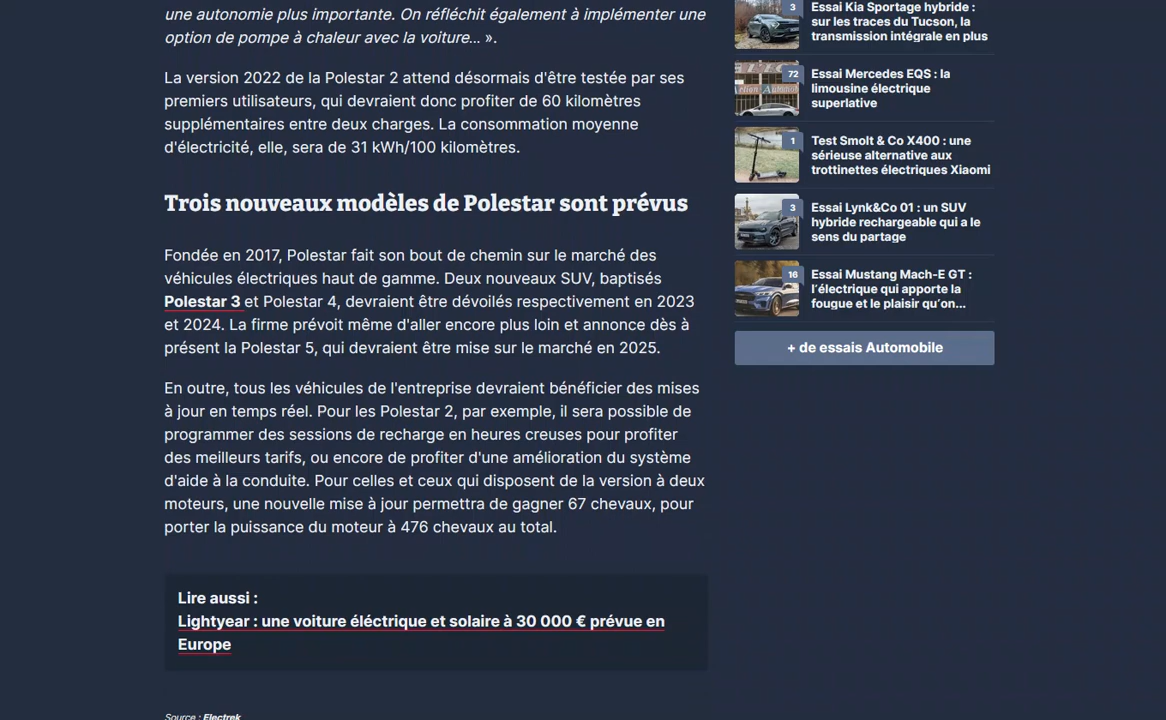 une autonomie plus importante. On réfléchit également à implémenter une
option de pompe à chaleur avec la voiture... ».
La version 2022 de la Polestar 2 attend désormais d'être testée par ses
premiers utilisateurs, qui devraient donc profiter de 60 kilomètres
supplémentaires entre deux charges. La consommation moyenne
d'électricité, elle, sera de 31 kWh/100 kilomètres.
Trois nouveaux modèles de Polestar sont prévus
Fondée en 2017, Polestar fait son bout de chemin sur le marché des
véhicules électriques haut de gamme. Deux nouveaux SUV, baptisés
Polestar 3 et Polestar 4, devraient être dévoilés respectivement en 2023
et 2024. La firme prévoit même d'aller encore plus loin et annonce dès à
présent la Polestar 5, qui devraient être mise sur le marché en 2025.
En outre, tous les véhicules de l'entreprise devraient bénéficier des mises
à jour en temps réel. Pour les Polestar 2, par exemple, il sera possible de
programmer des sessions de recharge en heures creuses pour profiter
des meilleurs tarifs, ou encore de profiter d'une amélioration du système
d'aide à la conduite. Pour celles et ceux qui disposent de la version à deux
moteurs, une nouvelle mise à jour permettra de gagner 67 chevaux, pour
porter la puissance du moteur à 476 chevaux au total.
Lire aussi :
Lightyear : une voiture éléctrique et solaire à 30 000 € prévue en
Europe
Source : Electrek
3
Essai Kia Sportage hybride :
sur les traces du Tucson, la
transmission intégrale en plus
72
Essai Mercedes EQS : la
limousine électrique
superlative
1
Test Smolt & Co X400 : une
sérieuse alternative aux
trottinettes électriques Xiaomi
3
Essai Lynk&Co 01 : un SUV
hybride rechargeable qui a le
sens du partage
16
Essai Mustang Mach-E GT :
l'électrique qui apporte la
fougue et le plaisir qu'on...
+ de essais Automobile